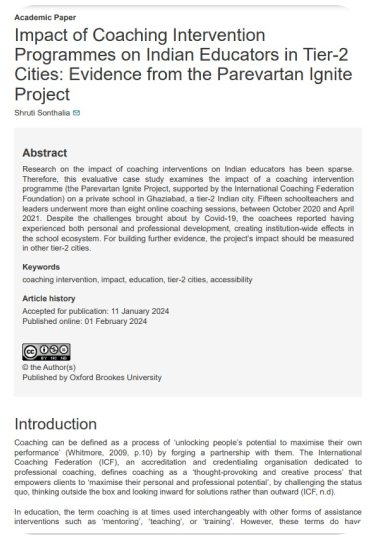 Academic Paper
Impact of Coaching Intervention
Programmes on Indian Educators in Tier-2
Cities: Evidence from the Parevartan Ignite
Project
Shruti Sonthalia
Abstract
Research on the impact of coaching interventions on Indian educators has been sparse.
Therefore, this evaluative case study examines the impact of a coaching intervention
programme (the Parevartan Ignite Project, supported by the International Coaching Federation
Foundation) on a private school in Ghaziabad, a tier-2 Indian city. Fifteen schoolteachers and
leaders underwent more than eight online coaching sessions, between October 2020 and April
2021. Despite the challenges brought about by Covid-19, the coachees reported having
experienced both personal and professional development, creating institution-wide effects in
the school ecosystem. For building further evidence, the project's impact should be measured
in other tier-2 cities.
Keywords
coaching intervention, impact, education, tier-2 cities, accessibility
Article history
Accepted for publication: 11 January 2024
Published online: 01 February 2024
CC BY NC ND
© the Author(s)
Published by Oxford Brookes University
Introduction
Coaching can be defined as a process of 'unlocking people's potential to maximise their own
performance' (Whitmore, 2009, p.10) by forging a partnership with them. The International
Coaching Federation (ICF), an accreditation and credentialing organisation dedicated to
professional coaching, defines coaching as a 'thought-provoking and creative process' that
empowers clients to 'maximise their personal and professional potential', by challenging the status
quo, thinking outside the box and looking inward for solutions rather than outward (ICF, n.d).
In education, the term coaching is at times used interchangeably with other forms of assistance
interventions such as 'mentoring', 'teaching', or 'training'. However, these terms do have